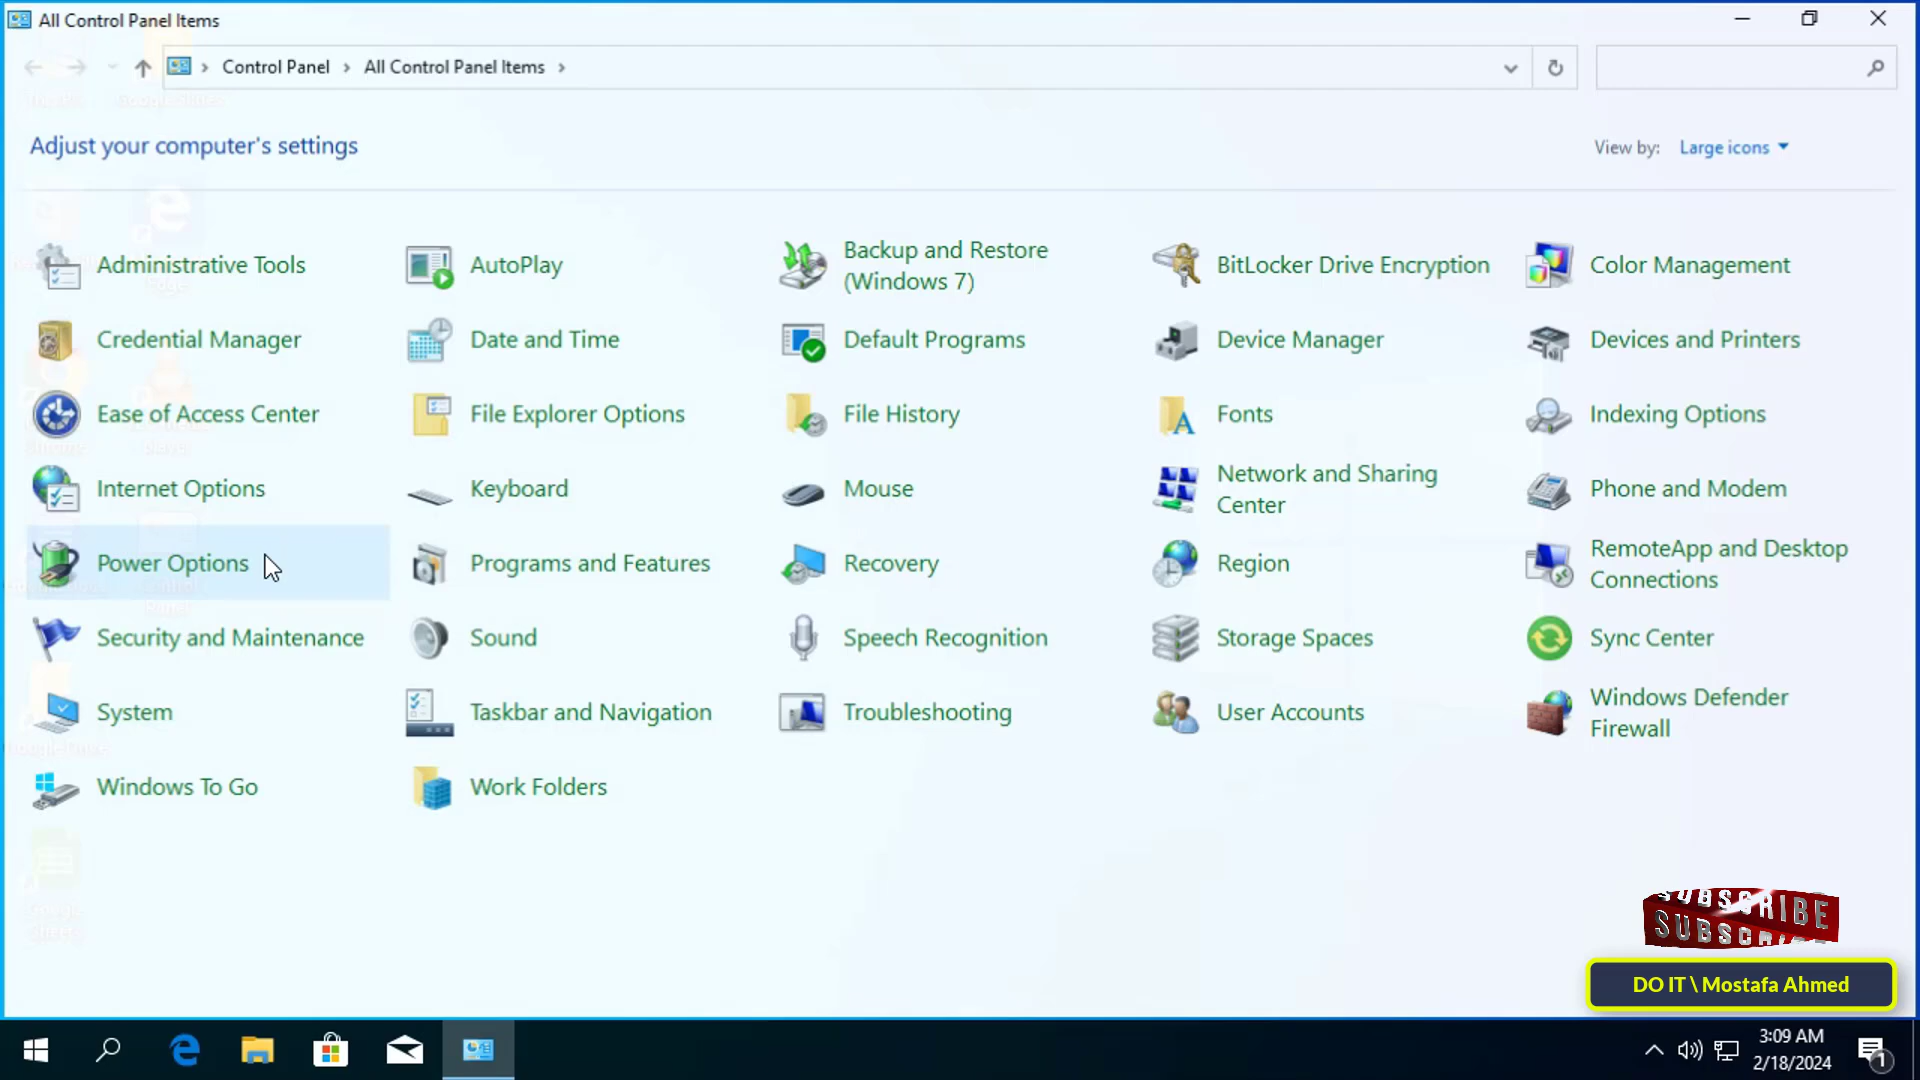 All Control Panel Items
Control Panel
All Control Panel Items
Adjust your computer's settings
View by:
Large icons
Administrative Tools
AutoPlay
Backup and Restore
(Windows 7)
BitLocker Drive Encryption
Color Management
Credential Manager
Date and Time
Default Programs
Device Manager
Devices and Printers
Ease of Access Center
File Explorer Options
File History
Fonts
Indexing Options
Internet Options
Keyboard
Mouse
Network and Sharing
Center
Phone and Modem
Power Options
Programs and Features
Recovery
Region
RemoteApp and Desktop
Connections
Security and Maintenance
Sound
Speech Recognition
Storage Spaces
Sync Center
System
Taskbar and Navigation
Troubleshooting
User Accounts
Windows Defender
Firewall
Windows To Go
Work Folders
SUBSCRIBE
DO IT \ Mostafa Ahmed
3:09 AM
2/18/2024
1